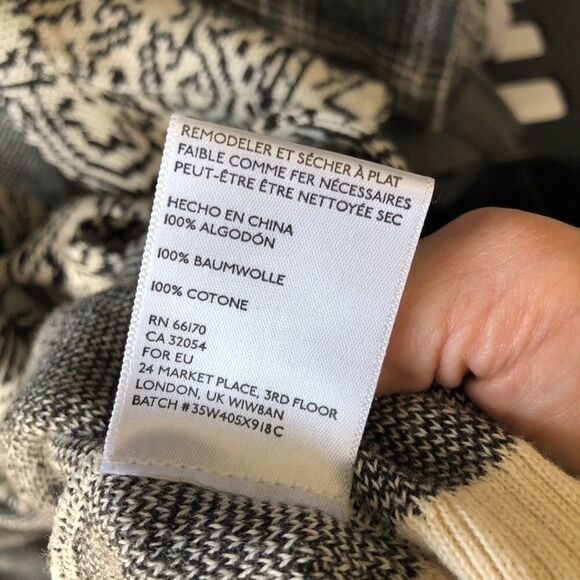 REMODELER ET SÉCHER À PLAT
FAIBLE COMME FER NÉCESSAIRES
PEUT-ÊTRE ÊTRE NETTOYÉE SEC
HECHO EN CHINA
100% ALGODÓN
100% BAUMWOLLE
100% COTONE
RN 66170
CA 32054
FOR EU
24 MARKET PLACE, 3RD FLOOR
LONDON, UK W1W8AN
BATCH #35W405X918C